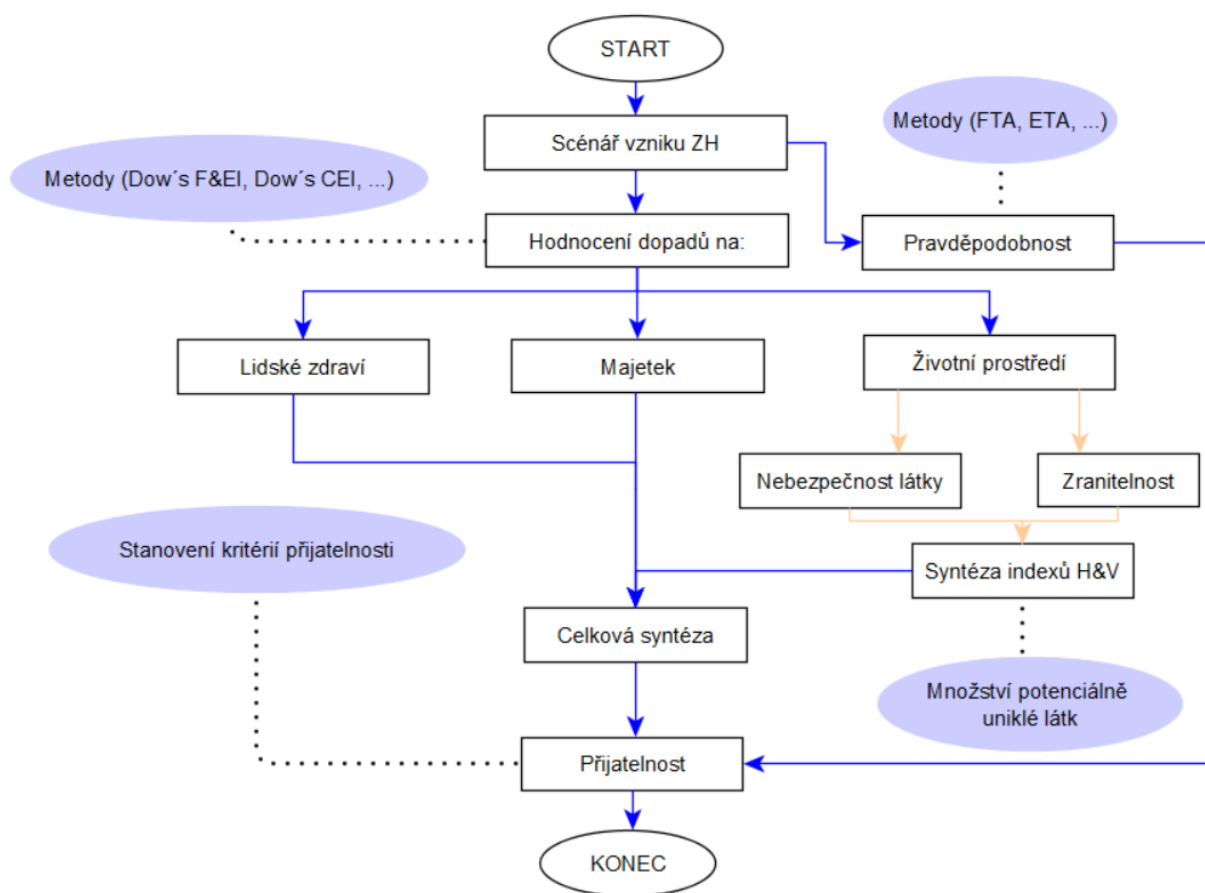 START
Metody (FTA, ETA, ...)
Scénář vzniku ZH
Metody (Dow´s F&EI, Dow´s CEI, ...)
Hodnocení dopadů na:
Pravděpodobnost
Lidské zdraví
Majetek
Životní prostředí
Nebezpečnost látky
Zranitelnost
Stanovení kritérií přijatelnosti
Syntéza indexů H&V
Celková syntéza
Množství potenciálně
uniklé látk
Přijatelnost
KONEC